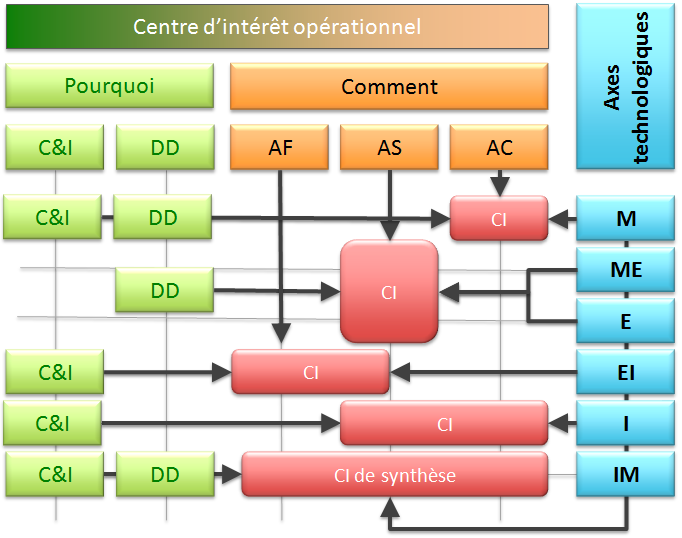 Centre d'intérêt opérationnel
Axes
technologiques
Pourquoi
Comment
C&I
DD
AF
AS
AC
C&I
DD
CI
M
ME
DD
CI
E
C&I
CI
EI
C&I
CI
I
C&I
DD
CI de synthèse
IM